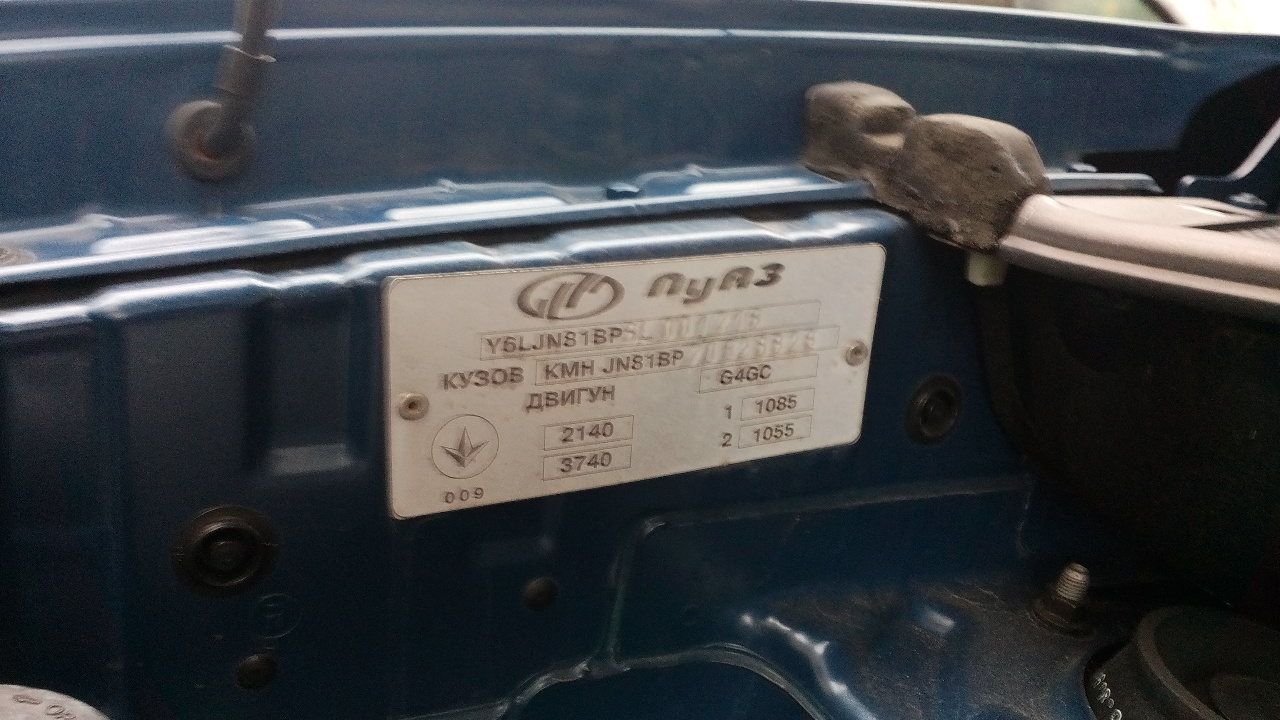 ЛуАЗ
Y6LJN81BP
КУЗОВ KMH JN81BP
ДВИГУН G4GC
2140 1 1085
3740 2 1055
009